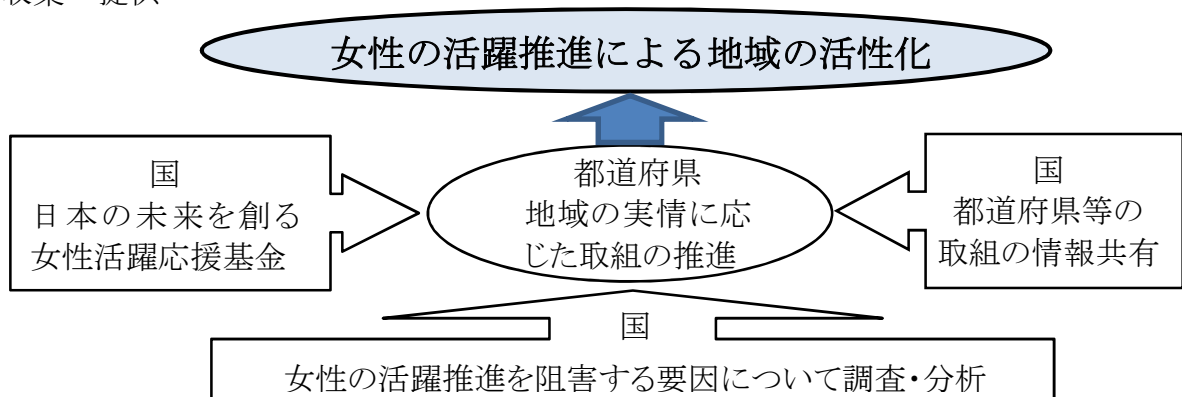 女性の活躍推進による地域の活性化
国
日本の未来を創る
女性活躍応援基金
都道府県
地域の実情に応
じた取組の推進
国
都道府県等の
取組の情報共有
国
女性の活躍推進を阻害する要因について調査・分析